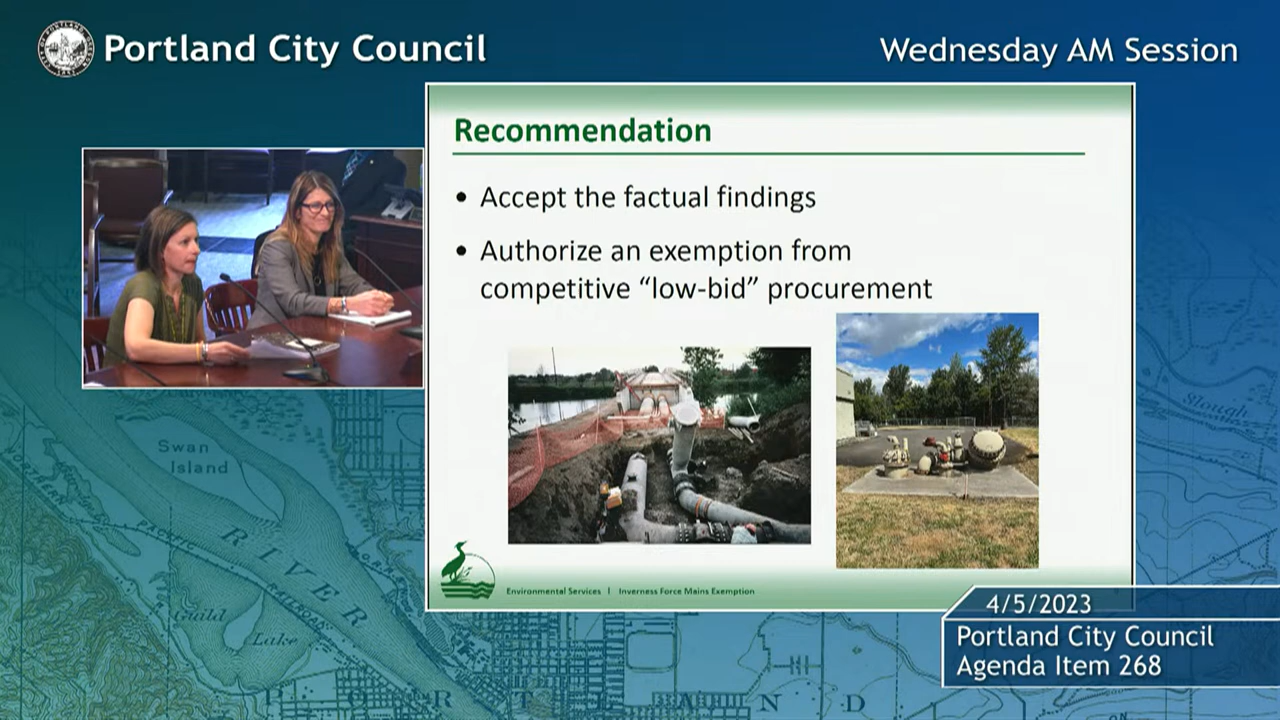 Portland City Council
Wednesday AM Session
Recommendation
• Accept the factual findings
• Authorize an exemption from
competitive “low-bid” procurement
Environmental Services | Inverness Force Mains Exemption
4/5/2023
Portland City Council
Agenda Item 268
Swan
Island
RIVER
Guild
Lake
Slough